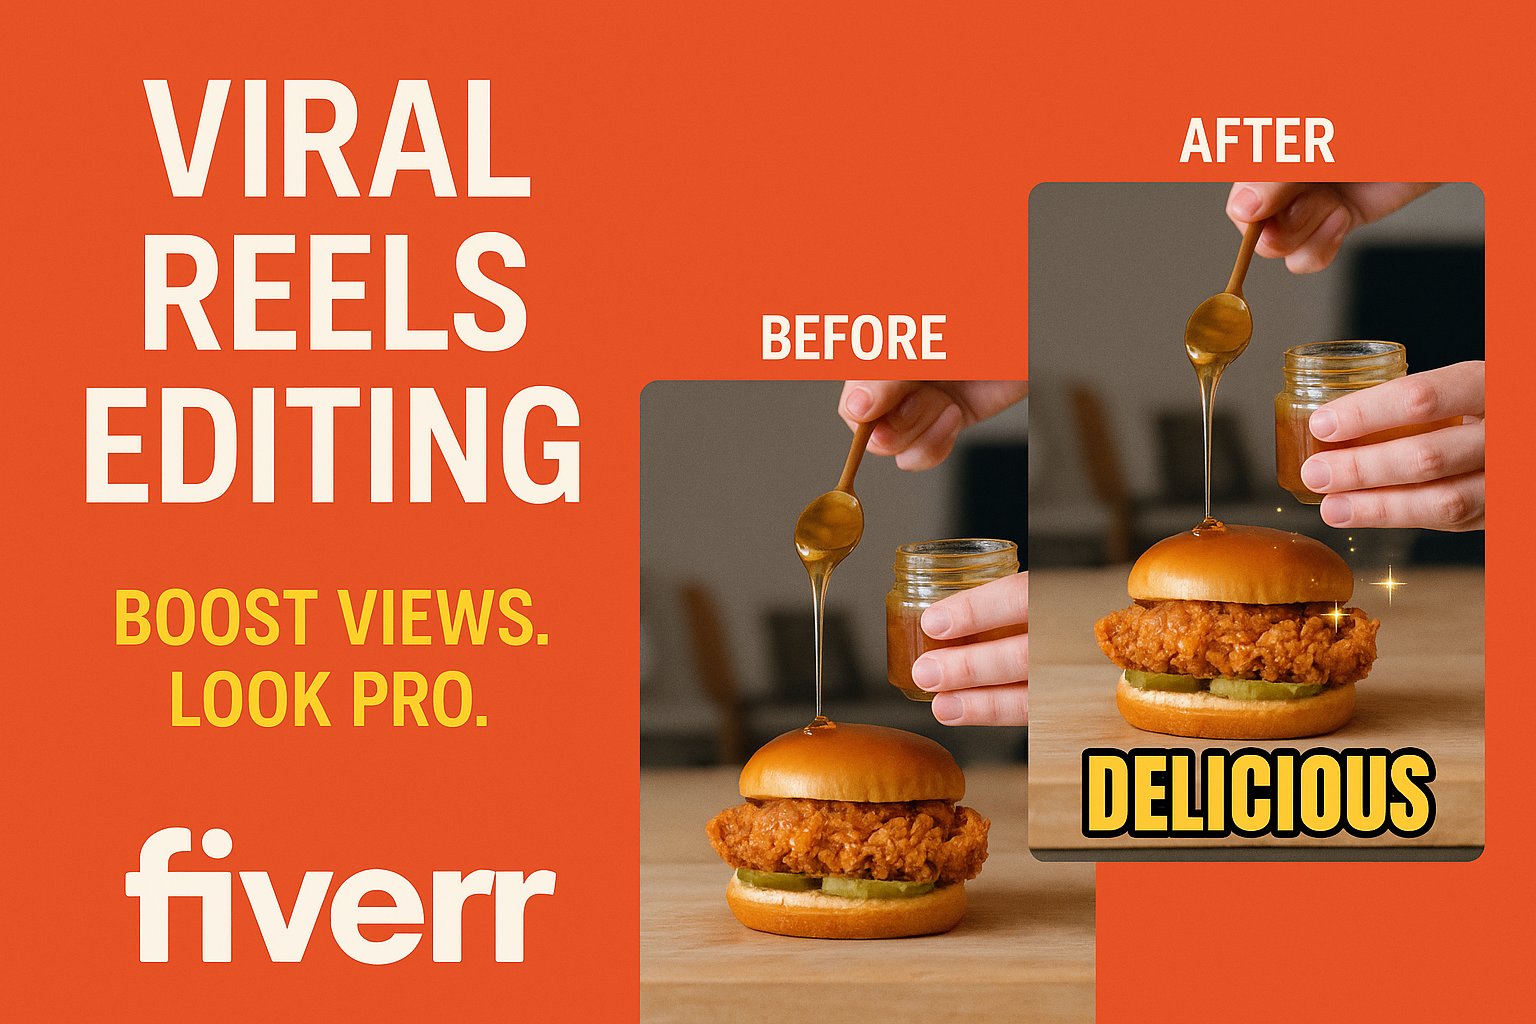 VIRAL
REELS
EDITING
BOOST VIEWS.
LOOK PRO.
fiverr
BEFORE
AFTER
DELICIOUS